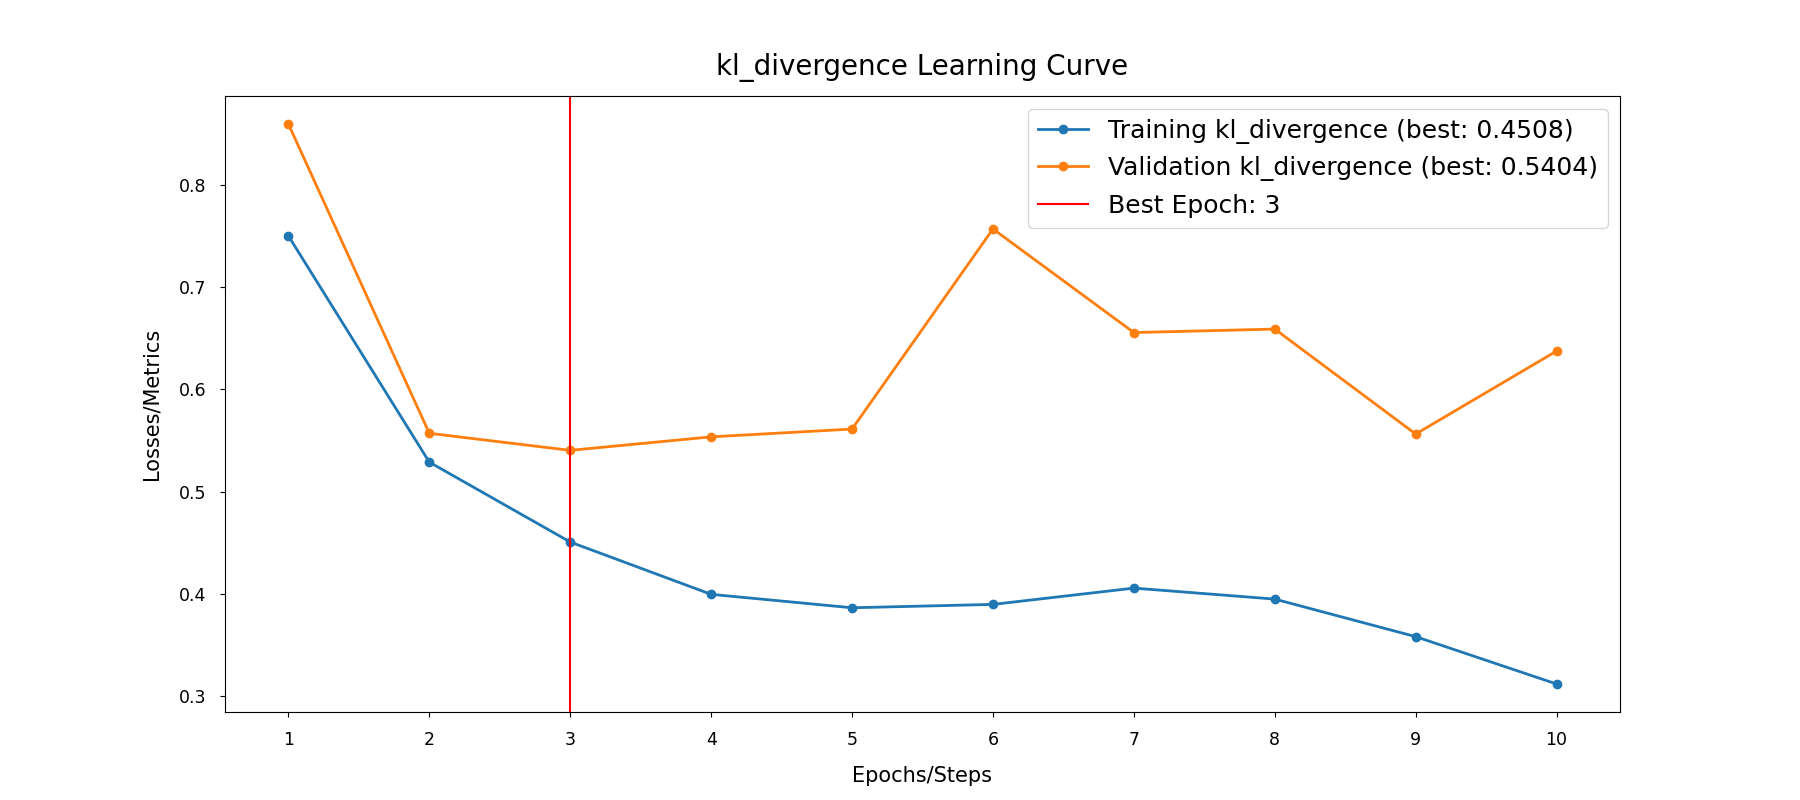 kl_divergence Learning Curve
Training kl_divergence (best: 0.4508)
Validation kl_divergence (best: 0.5404)
Best Epoch: 3
Losses/Metrics
0.8
0.7
0.6
0.5
0.4
0.3
1 2 3 4 5 6 7 8 9 10
Epochs/Steps